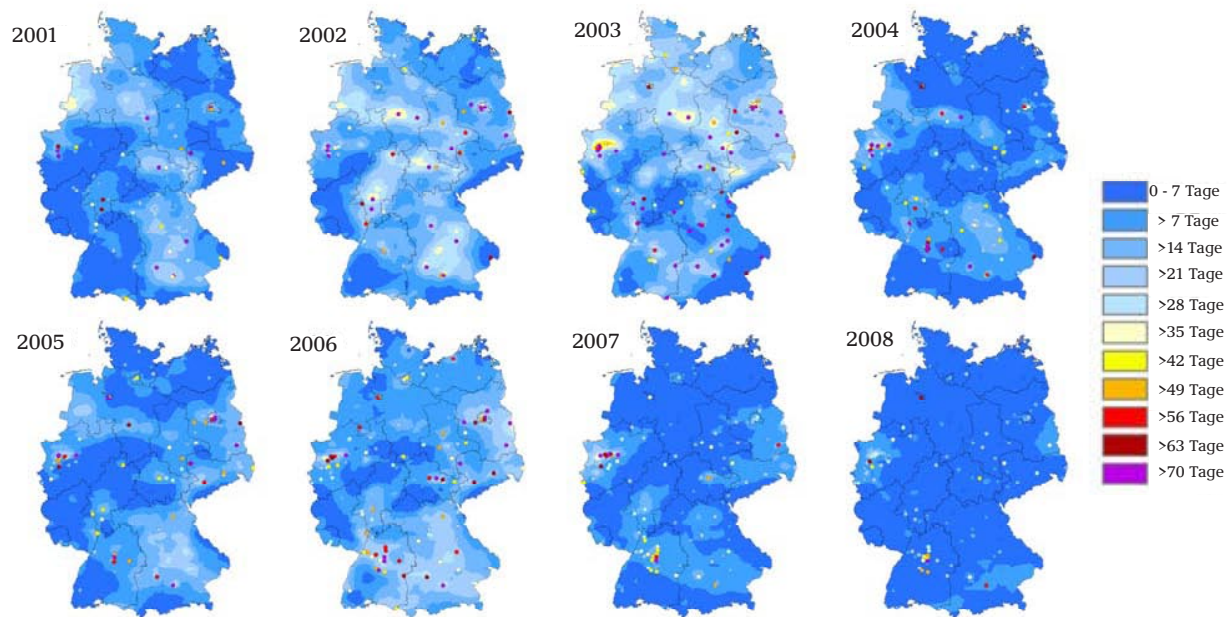 2001
2002
2003
2004
2005
2006
2007
2008
0 - 7 Tage
> 7 Tage
>14 Tage
>21 Tage
>28 Tage
>35 Tage
>42 Tage
>49 Tage
>56 Tage
>63 Tage
>70 Tage